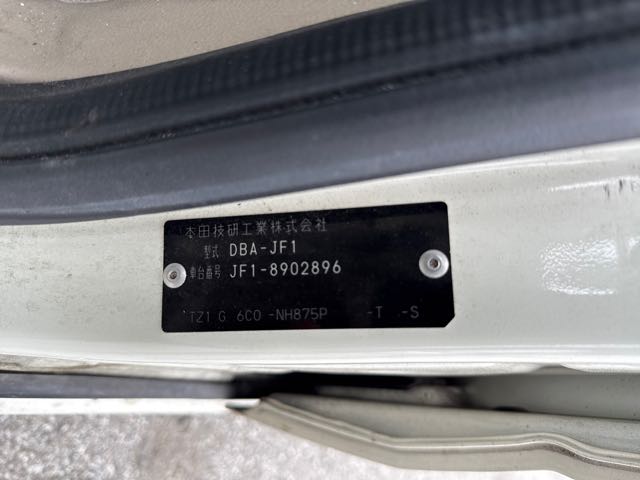 本田技研工業株式会社
型式 DBA-JF1
車台番号 JF1-8902896
TZ1 G 6C0 -NH875P -T -S